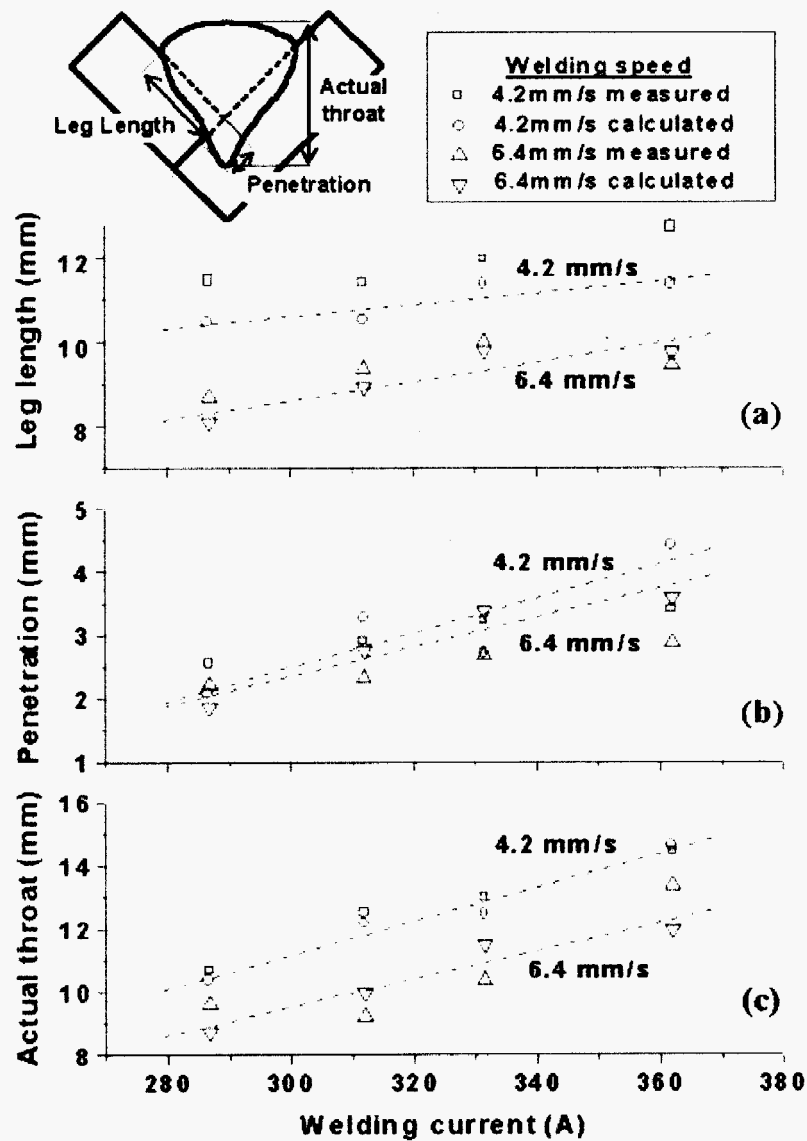 Actual
throat
Leg Length
Penetration
Welding speed
4.2mm/s measured
4.2mm/s calculated
6.4mm/s measured
6.4mm/s calculated
Leg length (mm)
12
10
8
4.2 mm/s
6.4 mm/s
(a)
Penetration (mm)
5
4
3
2
1
4.2 mm/s
6.4 mm/s
(b)
Actual throat (mm)
16
14
12
10
8
4.2 mm/s
6.4 mm/s
(c)
280 300 320 340 360 380
Welding current (A)